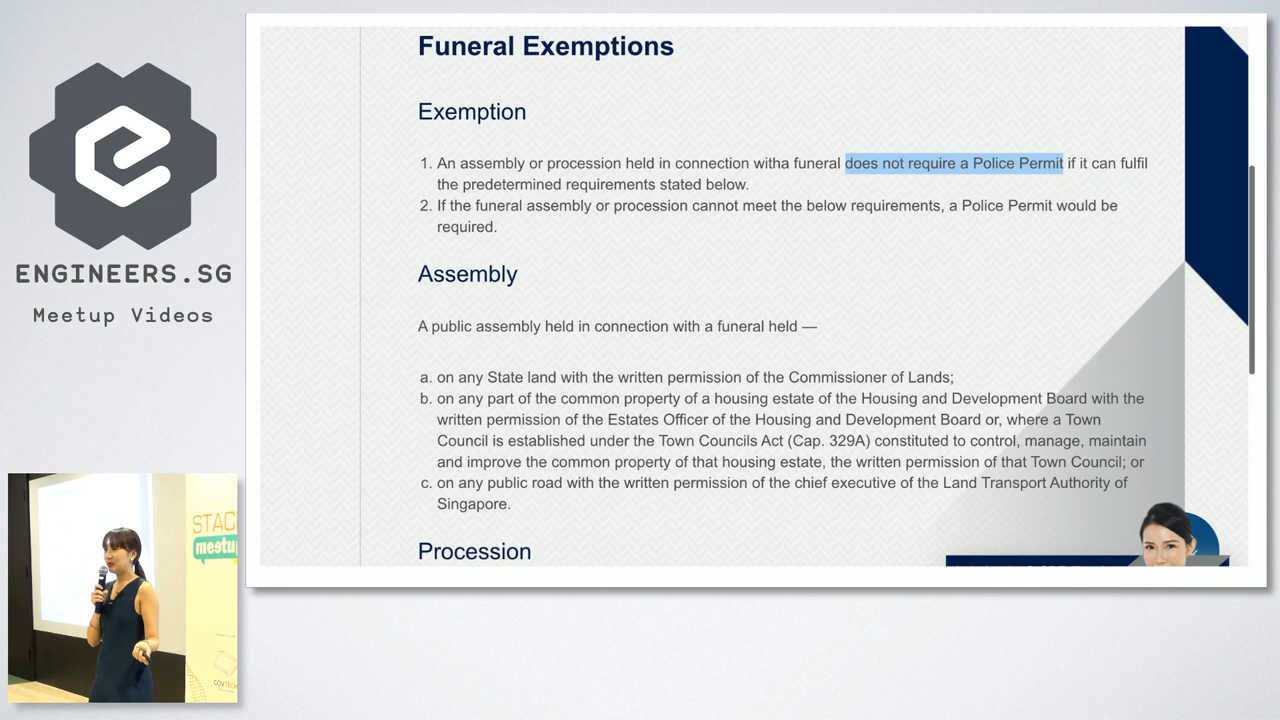 Funeral Exemptions
Exemption
1. An assembly or procession held in connection witha funeral does not require a Police Permit if it can fulfil
the predetermined requirements stated below.
2. If the funeral assembly or procession cannot meet the below requirements, a Police Permit would be
required.
Assembly
A public assembly held in connection with a funeral held —
a. on any State land with the written permission of the Commissioner of Lands;
b. on any part of the common property of a housing estate of the Housing and Development Board with the
written permission of the Estates Officer of the Housing and Development Board or, where a Town
Council is established under the Town Councils Act (Cap. 329A) constituted to control, manage, maintain
and improve the common property of that housing estate, the written permission of that Town Council; or
c. on any public road with the written permission of the chief executive of the Land Transport Authority of
Singapore.
Procession
ENGINEERS.SG
Meetup Videos
STAC
meetu
GOVTECH